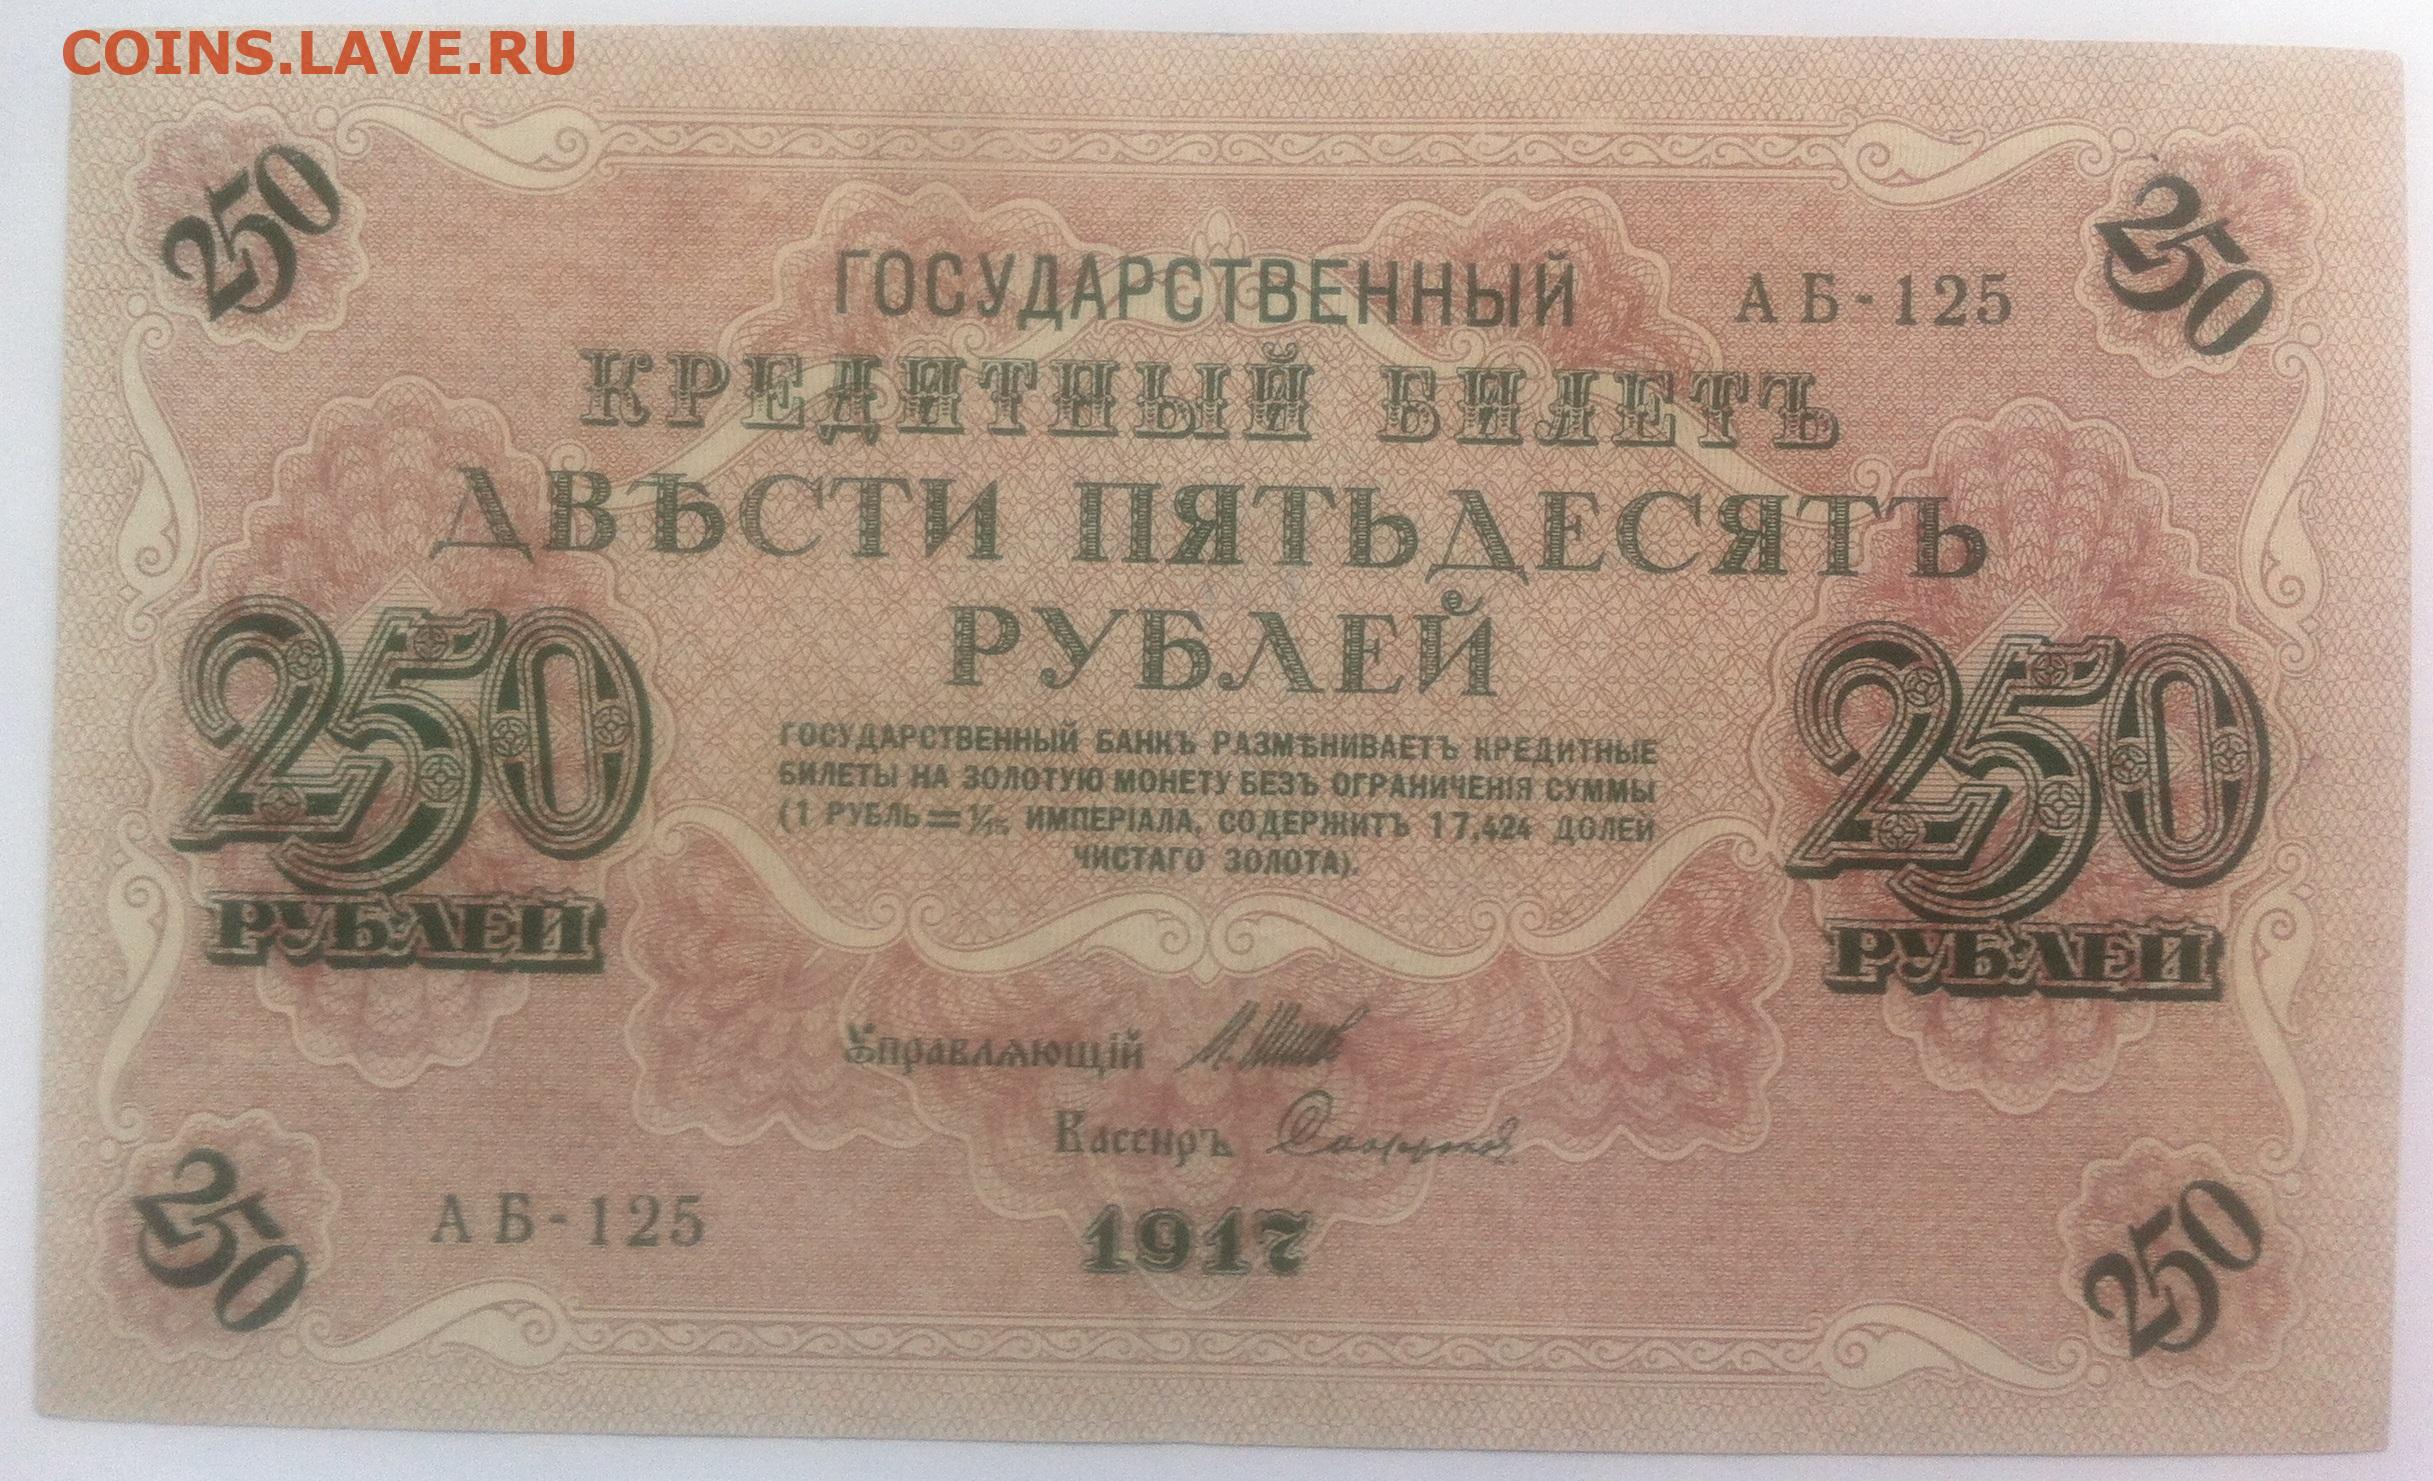 COINS.LAVE.RU
250
250
ГОСУДАРСТВЕННЫЙ
АБ-125
КРЕДИТНЫЙ БИЛЕТЪ
ДВѢСТИ ПЯТЬДЕСЯТЪ
РУБЛЕЙ
250
РУБЛЕЙ
ГОСУДАРСТВЕННЫЙ БАНКЪ РАЗМѢНИВАЕТЪ КРЕДИТНЫЕ
БИЛЕТЫ НА ЗОЛОТУЮ МОНЕТУ БЕЗЪ ОГРАНИЧЕНІЯ СУММЫ
(1 РУБЛЬ=1/15 ИМПЕРІАЛА, СОДЕРЖИТЪ 17,424 ДОЛЕЙ
ЧИСТАГО ЗОЛОТА).
250
РУБЛЕЙ
Управляющій
Кассиръ
АБ-125
1917
250
250